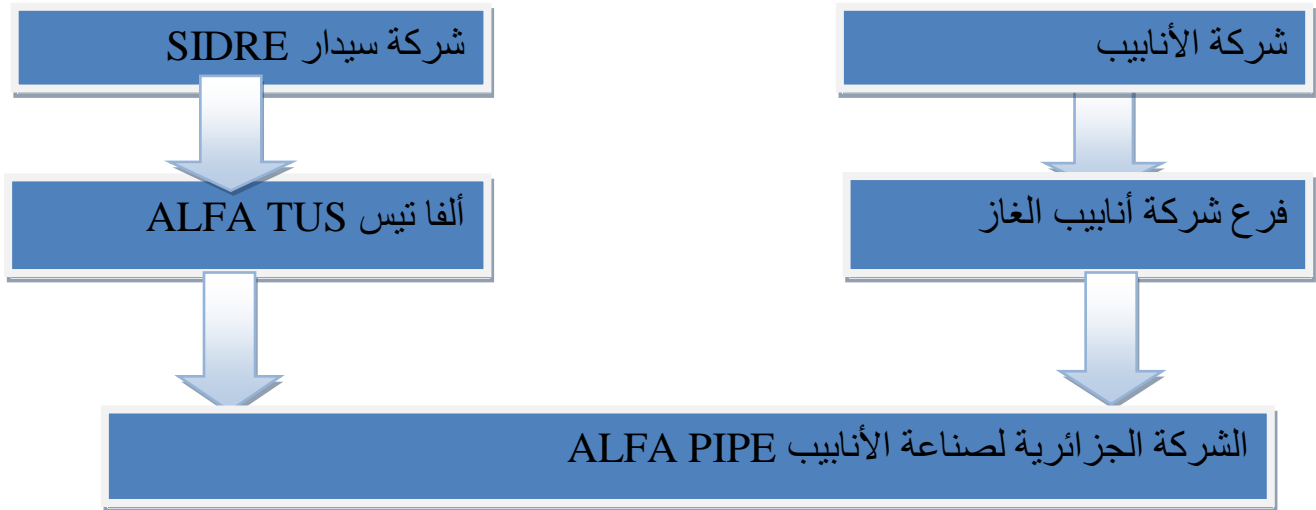 شركة الأنابيب
شركة سيدار SIDRE
فرع شركة أنابيب الغاز
ألفا تيس ALFA TUS
الشركة الجزائرية لصناعة الأنابيب ALFA PIPE